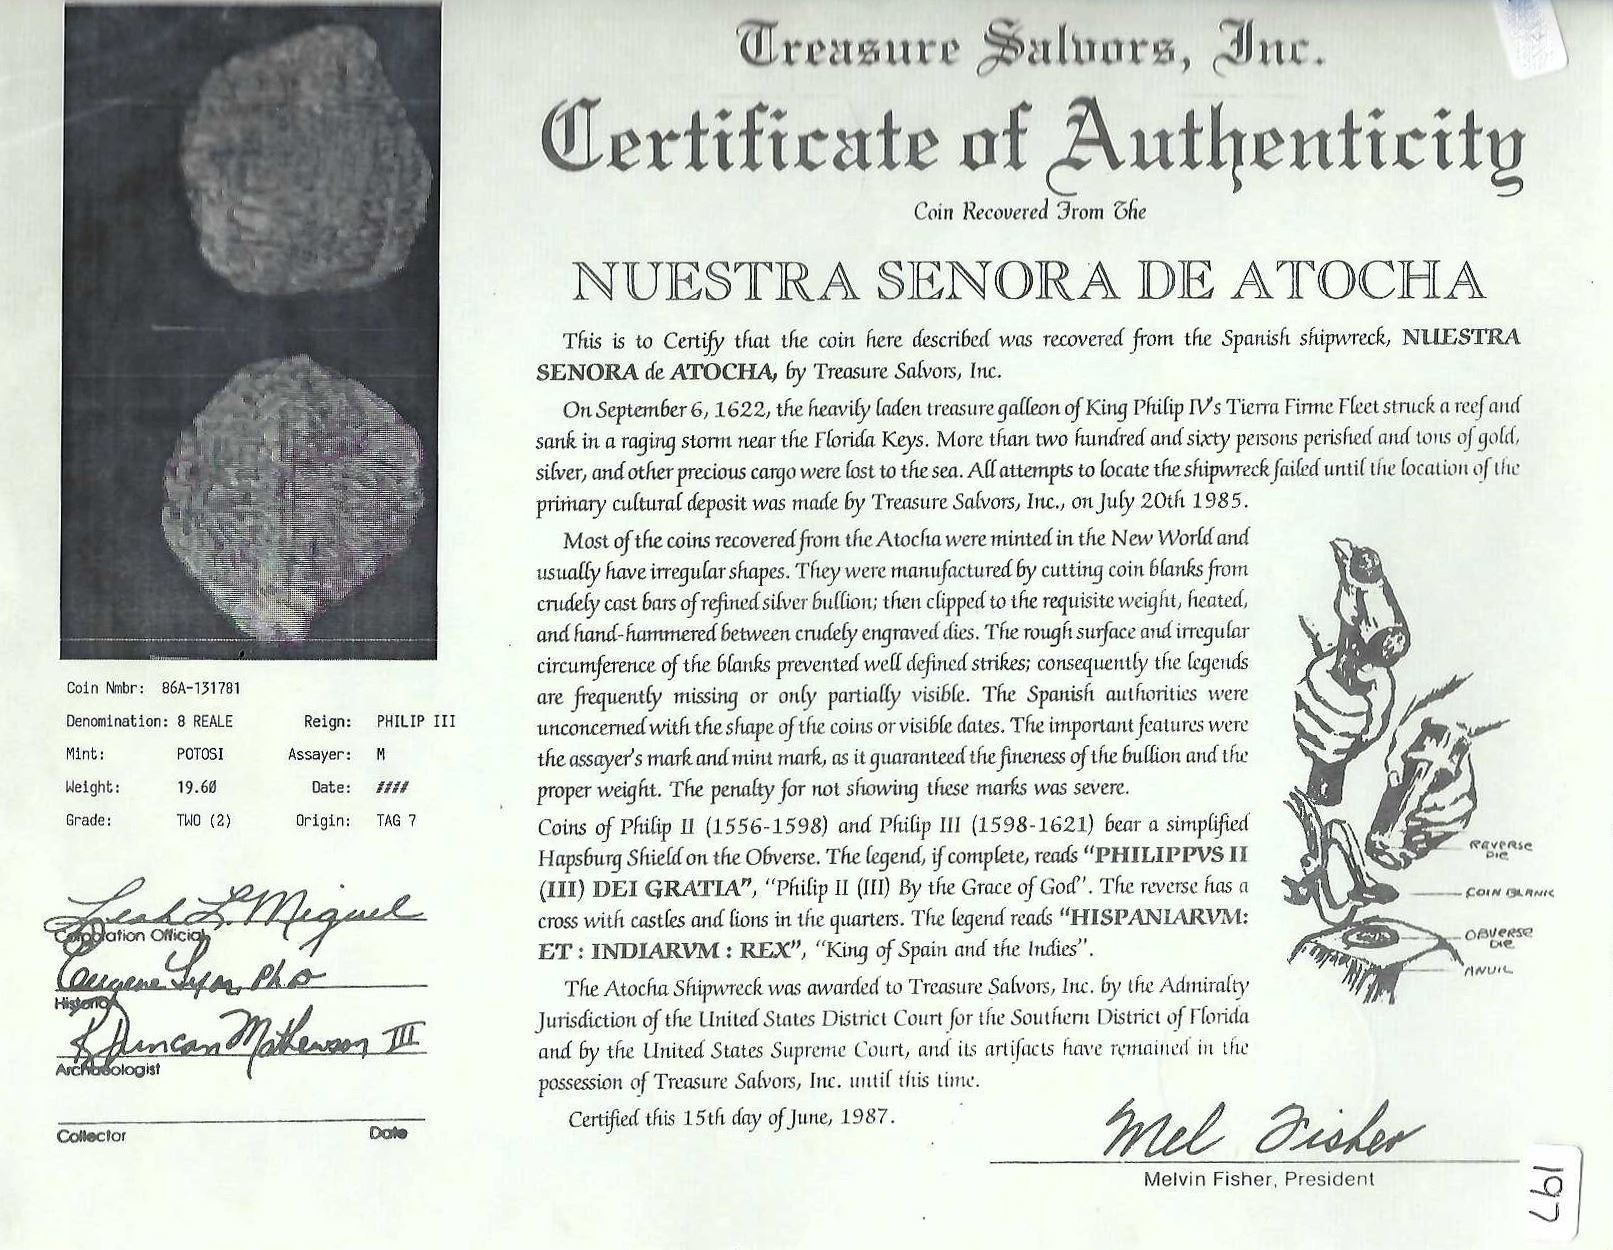 Treasure Salvors, Inc.
Certificate of Authenticity
Coin Recovered From The
NUESTRA SENORA DE ATOCHA
This is to Certify that the coin here described was recovered from the Spanish shipwreck, NUESTRA
SENORA de ATOCHA, by Treasure Salvors, Inc.
On September 6, 1622, the heavily laden treasure galleon of King Philip IV's Tierra Firme Fleet struck a reef and
sank in a raging storm near the Florida Keys. More than two hundred and sixty persons perished and tons of gold,
silver, and other precious cargo were lost to the sea. All attempts to locate the shipwreck failed until the location of the
primary cultural deposit was made by Treasure Salvors, Inc., on July 20th 1985.
Most of the coins recovered from the Atocha were minted in the New World and
usually have irregular shapes. They were manufactured by cutting coin blanks from
crudely cast bars of refined silver bullion; then clipped to the requisite weight, heated,
and hand-hammered between crudely engraved dies. The rough surface and irregular
circumference of the blanks prevented well defined strikes; consequently the legends
are frequently missing or only partially visible. The Spanish authorities were
unconcerned with the shape of the coins or visible dates. The important features were
the assayer's mark and mint mark, as it guaranteed the fineness of the bullion and the
proper weight. The penalty for not showing these marks was severe.
Coins of Philip II (1556-1598) and Philip III (1598-1621) bear a simplified
Hapsburg Shield on the Obverse. The legend, if complete, reads "PHILIPPVS II
(III) DEI GRATIA", "Philip II (III) By the Grace of God". The reverse has a
cross with castles and lions in the quarters. The legend reads "HISPANIARVM:
ET : INDIARVM : REX", "King of Spain and the Indies".
The Atocha Shipwreck was awarded to Treasure Salvors, Inc. by the Admiralty
Jurisdiction of the United States District Court for the Southern District of Florida
and by the United States Supreme Court, and its artifacts have remained in the
possession of Treasure Salvors, Inc. until this time.
Certified this 15th day of June, 1987.
Mel Fisher
Melvin Fisher, President
REVERSE
DIE
COIN BLANK
OBVERSE
DIE
ANVIL
Coin Nmbr: 86A-131781
Denomination: 8 REALE Reign: PHILIP III
Mint: POTOSI Assayer: M
Weight: 19.60 Date: ####
Grade: TWO (2) Origin: TAG 7
Leah L. Miguel
Corporation Official
Eugene Lyon, Ph D
Historian
R Duncan Mathewson III
Archaeologist
Collector Date
197